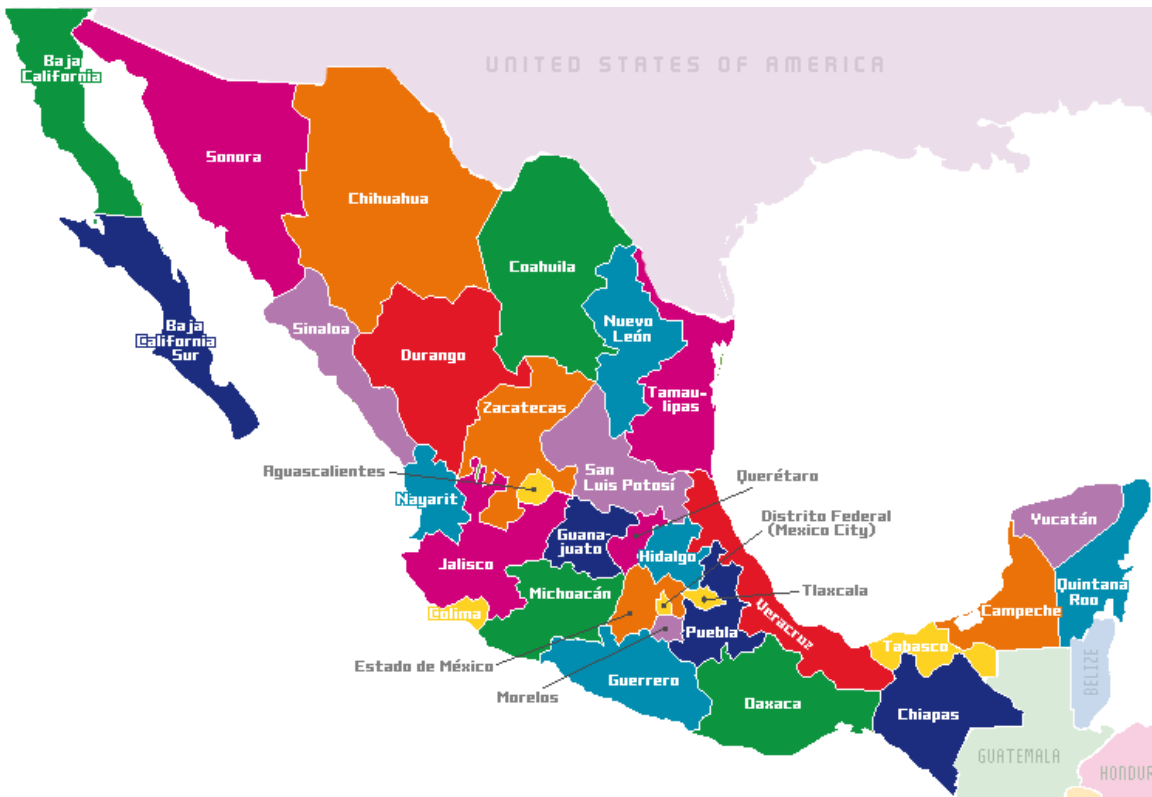 UNITED STATES OF AMERICA
Baja
California
Sonora
Chihuahua
Coahuila
Baja
California
Sur
Sinaloa
Durango
Nuevo
León
Tamau-
lipas
Zacatecas
Aguascalientes
San
Luis Potosí
Querétaro
Nayarit
Distrito Federal
(Mexico City)
Yucatán
Guana-
juato
Hidalgo
Jalisco
Michoacán
Tlaxcala
Quintana
Roo
Colima
Campeche
Veracruz
Puebla
Tabasco
Estado de México
Guerrero
Morelos
Oaxaca
Chiapas
BELIZE
GUATEMALA
HONDUR